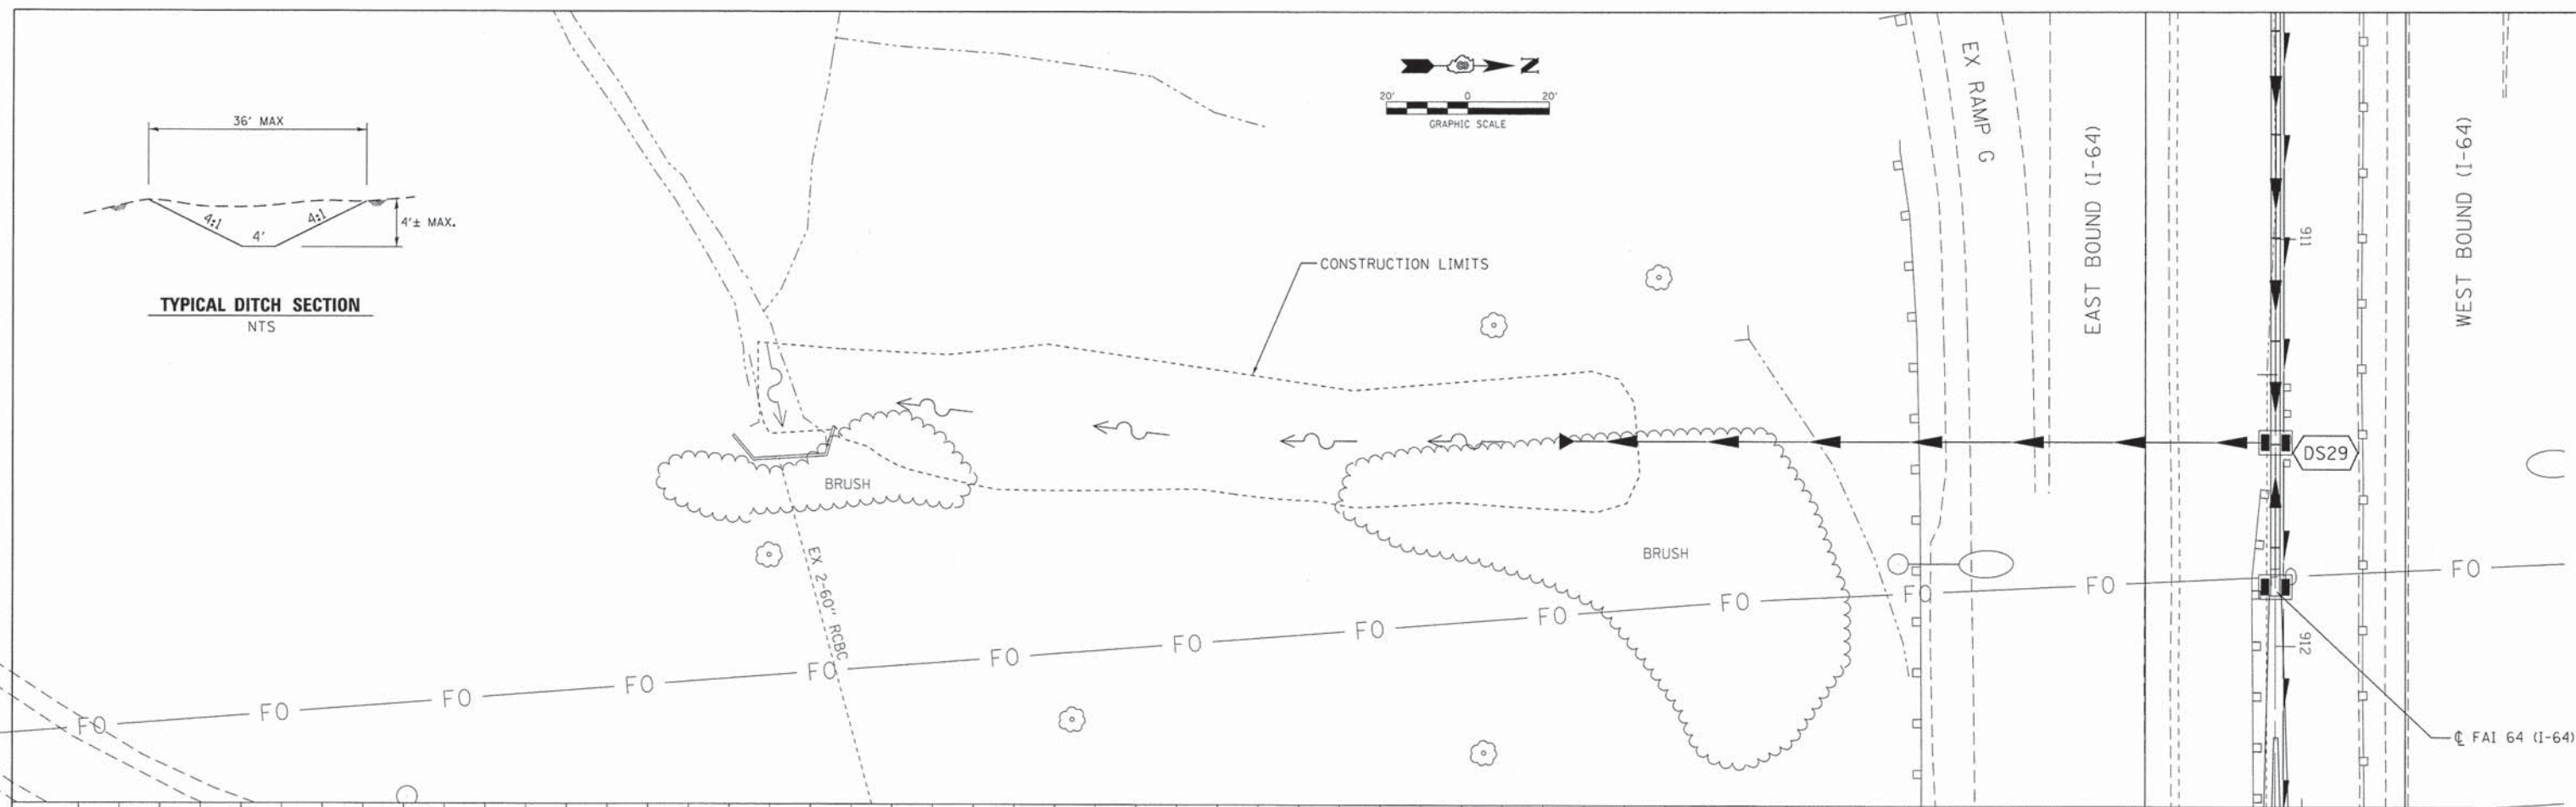 36' MAX
4:1
4:1
4'
4'± MAX.
TYPICAL DITCH SECTION
NTS
N
20'
0
20'
GRAPHIC SCALE
CONSTRUCTION LIMITS
EX RAMP G
EAST BOUND (I-64)
WEST BOUND (I-64)
911
DS29
BRUSH
BRUSH
EX 2-60" RCBC
912
FO
FO
FO
FO
FO
FO
FO
FO
FO
FO
FO
FO
FO
℄ FAI 64 (I-64)